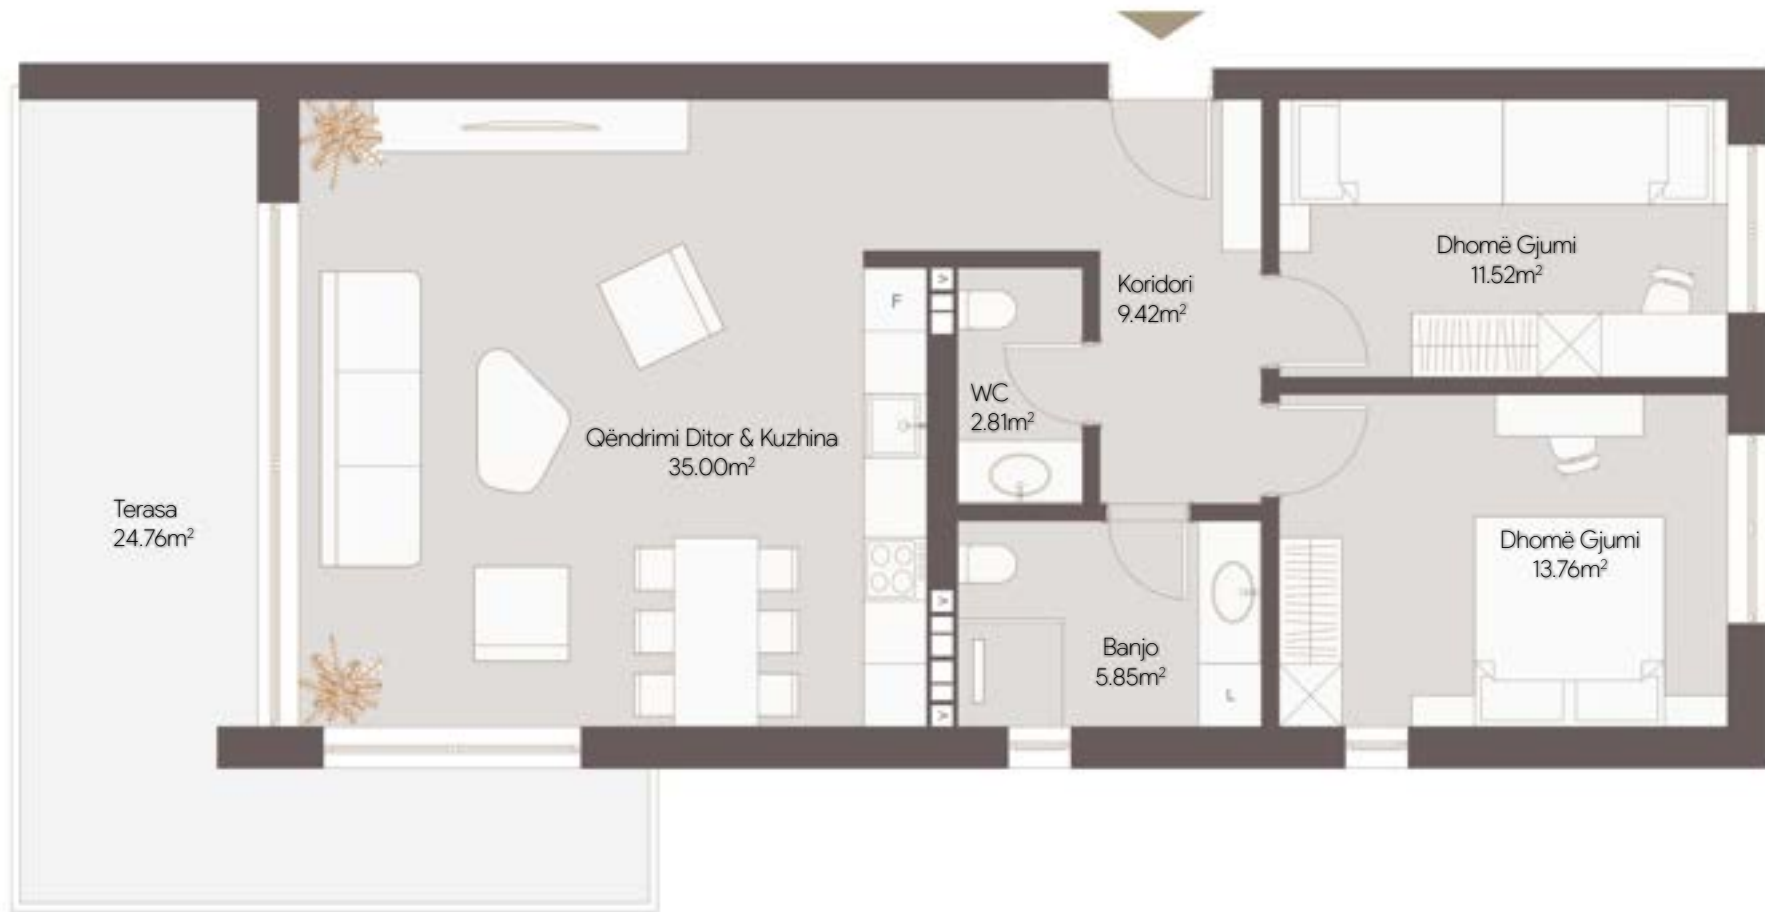 Dhomë Gjumi
11.52m²
Koridori
9.42m²
F
WC
2.81m²
Qëndrimi Ditor & Kuzhina
35.00m²
Terasa
24.76m²
Dhomë Gjumi
13.76m²
Banjo
5.85m²
L
V
V
V